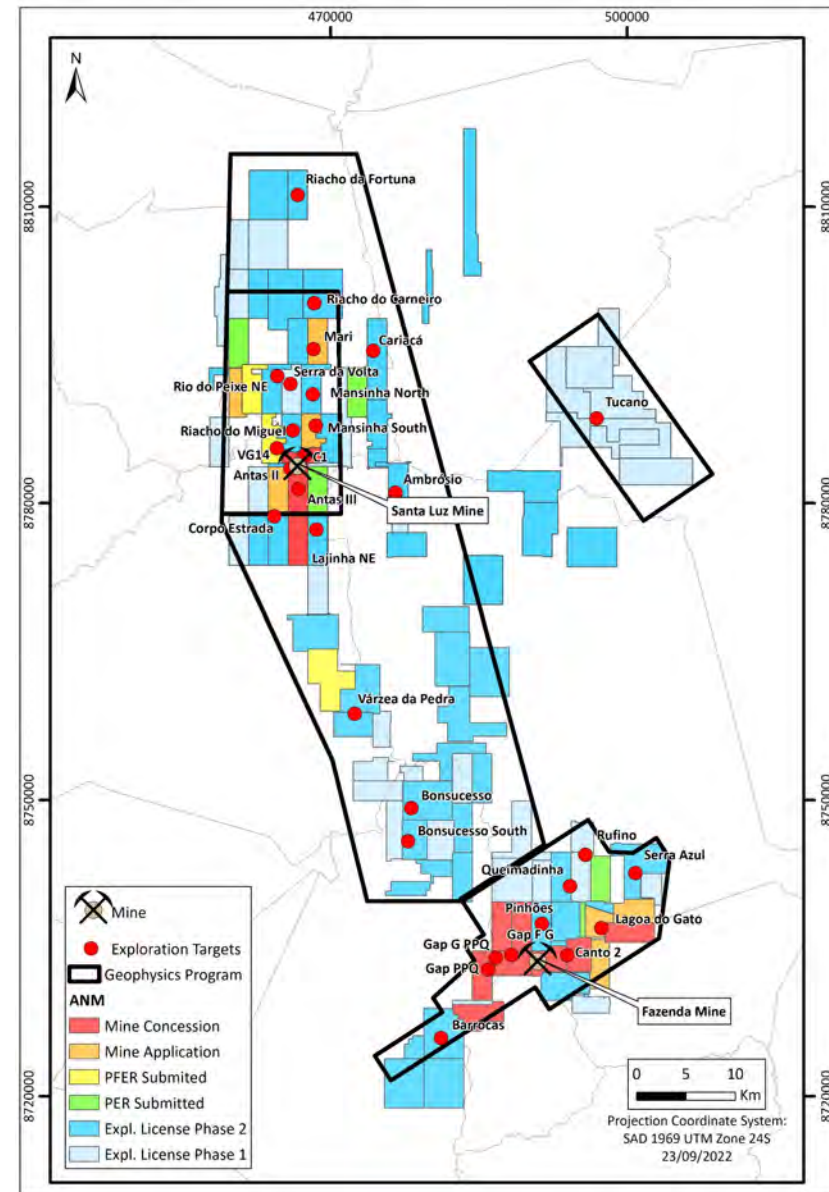 470000
500000
N
Riacho da Fortuna
8810000
8810000
Riacho do Carneiro
Mari
Cariacá
Serra da Volta
Rio do Peixe NE
Mansinha North
Tucano
Riacho do Miguel
Mansinha South
VG14
C1
Antas II
Ambrósio
Antas III
8780000
8780000
Santa Luz Mine
Corpo Estrada
Lajinha NE
Várzea da Pedra
8750000
8750000
Bonsucesso
Bonsucesso South
Rufino
Serra Azul
Queimadinha
Pinhões
Lagoa do Gato
Gap F G
Gap G PPQ
Canto 2
Gap PPQ
Fazenda Mine
Barrocas
Mine
Exploration Targets
Geophysics Program
ANM
Mine Concession
Mine Application
PFER Submited
PER Submitted
Expl. License Phase 2
Expl. License Phase 1
8720000
8720000
0 5 10
Km
Projection Coordinate System:
SAD 1969 UTM Zone 24S
23/09/2022